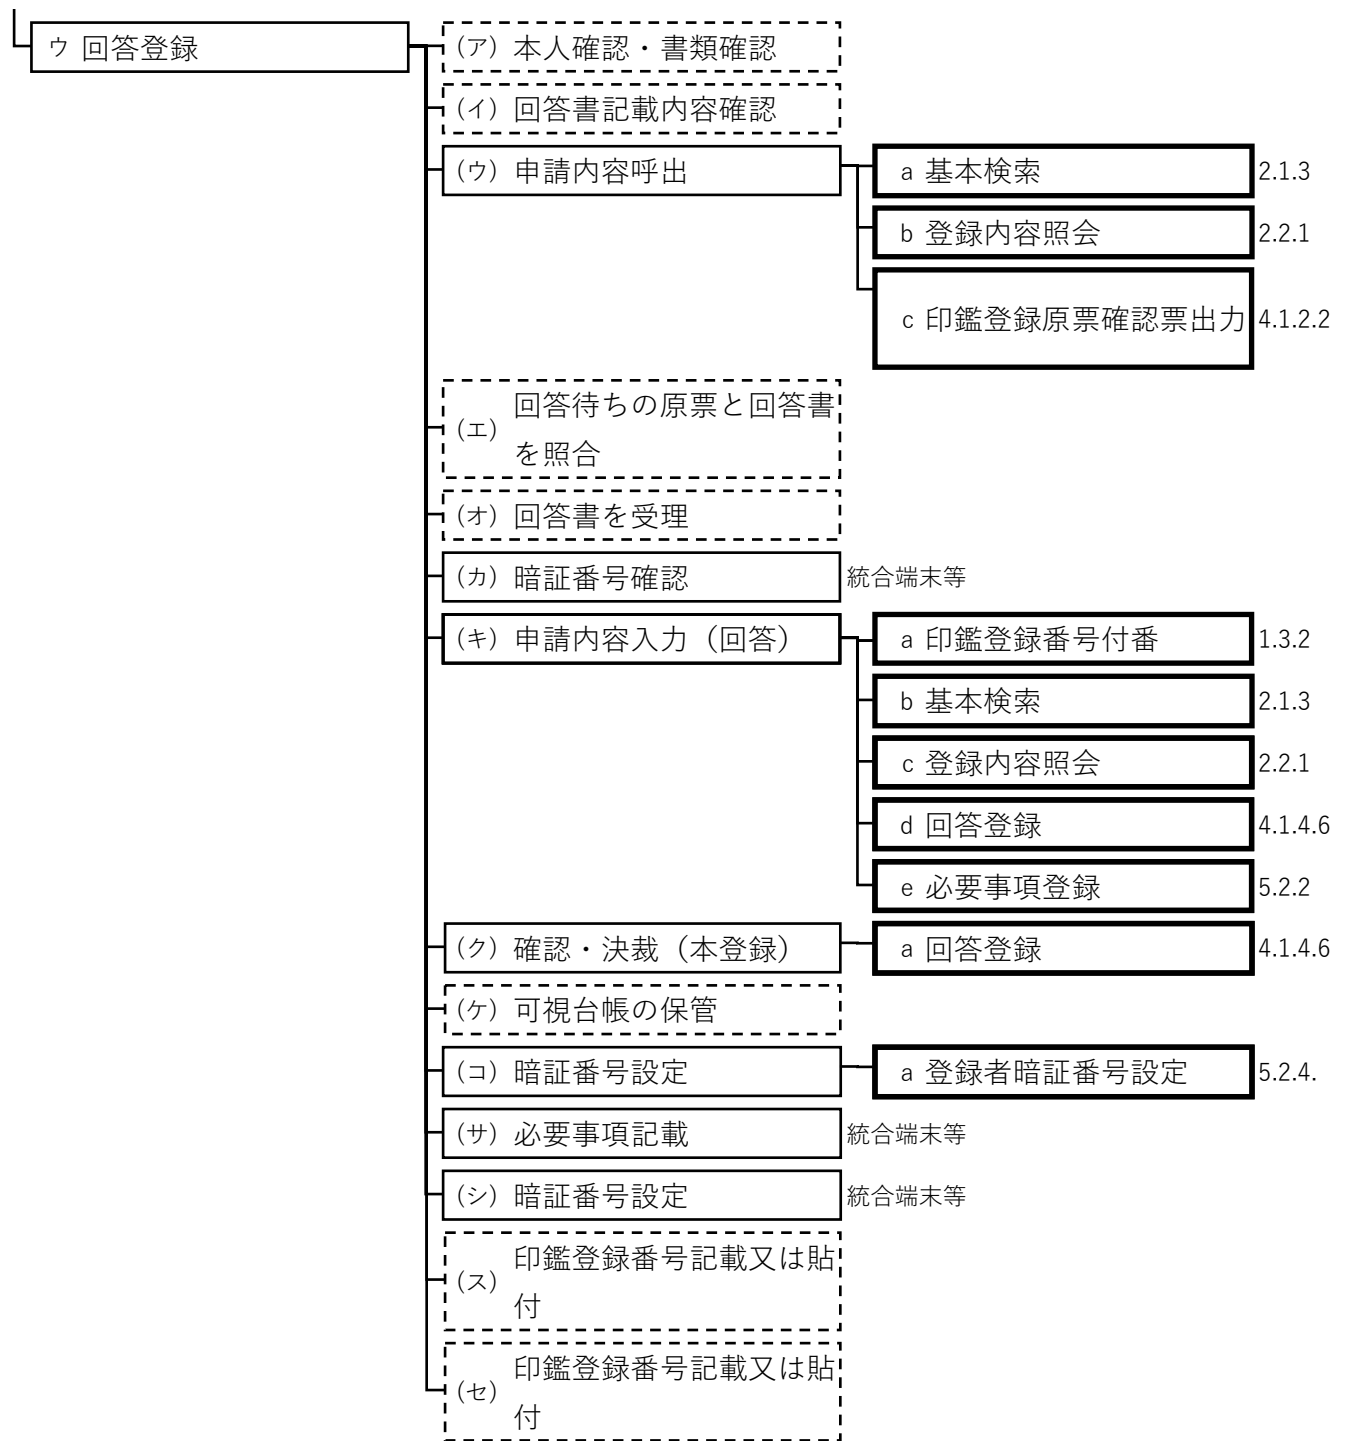 ウ 回答登録
(ア) 本人確認・書類確認
(イ) 回答書記載内容確認
(ウ) 申請内容呼出
a 基本検索 2.1.3
b 登録内容照会 2.2.1
c 印鑑登録原票確認票出力 4.1.2.2
(エ) 回答待ちの原票と回答書
を照合
(オ) 回答書を受理
(カ) 暗証番号確認 統合端末等
(キ) 申請内容入力（回答）
a 印鑑登録番号付番 1.3.2
b 基本検索 2.1.3
c 登録内容照会 2.2.1
d 回答登録 4.1.4.6
e 必要事項登録 5.2.2
(ク) 確認・決裁（本登録）
a 回答登録 4.1.4.6
(ケ) 可視台帳の保管
(コ) 暗証番号設定
a 登録者暗証番号設定 5.2.4.
(サ) 必要事項記載 統合端末等
(シ) 暗証番号設定 統合端末等
(ス) 印鑑登録番号記載又は貼
付
(セ) 印鑑登録番号記載又は貼
付